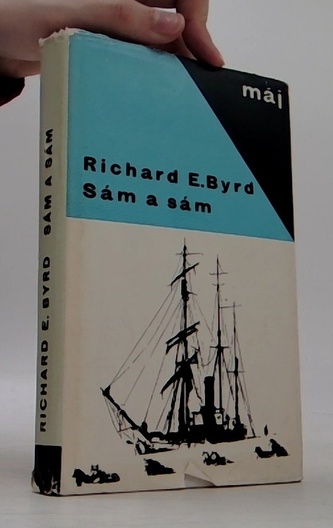 máj
Richard E.Byrd
Sám a sám
RICHARD E. BYRD SÁM A SÁM